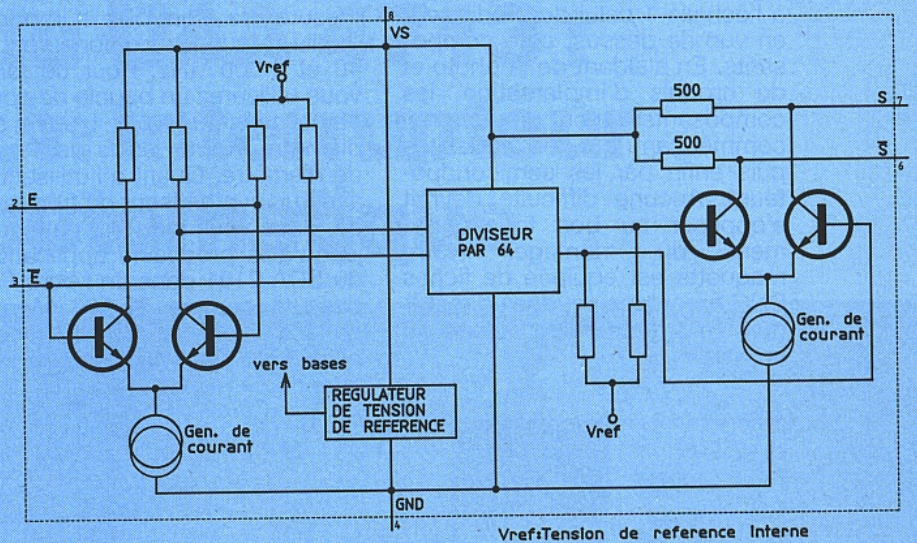 8
VS
Vref
500
S 7
500
S̅
6
2 E
DIVISEUR
PAR 64
3 E̅
Gen. de
courant
vers bases
REGULATEUR
DE TENSION
DE REFERENCE
Gen. de
courant
Vref
GND
4
Vref:Tension de reference interne